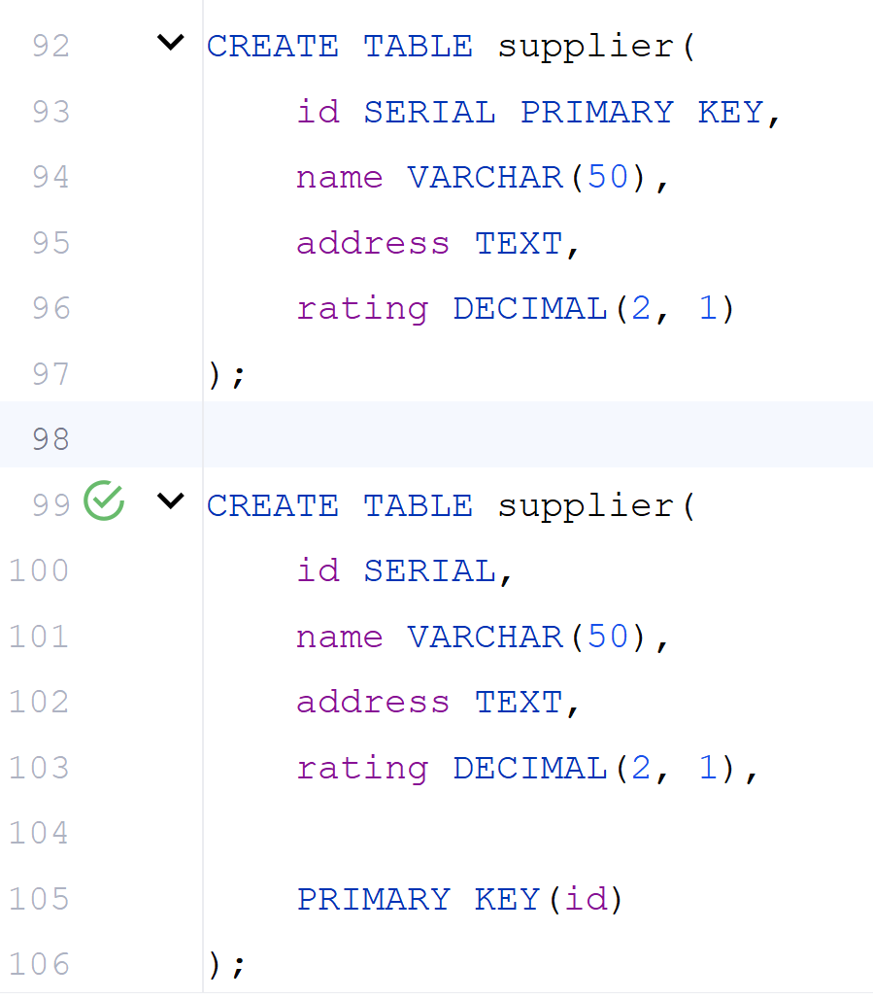 92 CREATE TABLE supplier(
93 id SERIAL PRIMARY KEY,
94 name VARCHAR(50),
95 address TEXT,
96 rating DECIMAL(2, 1)
97 );
98
99 CREATE TABLE supplier(
100 id SERIAL,
101 name VARCHAR(50),
102 address TEXT,
103 rating DECIMAL(2, 1),
104
105 PRIMARY KEY(id)
106 );